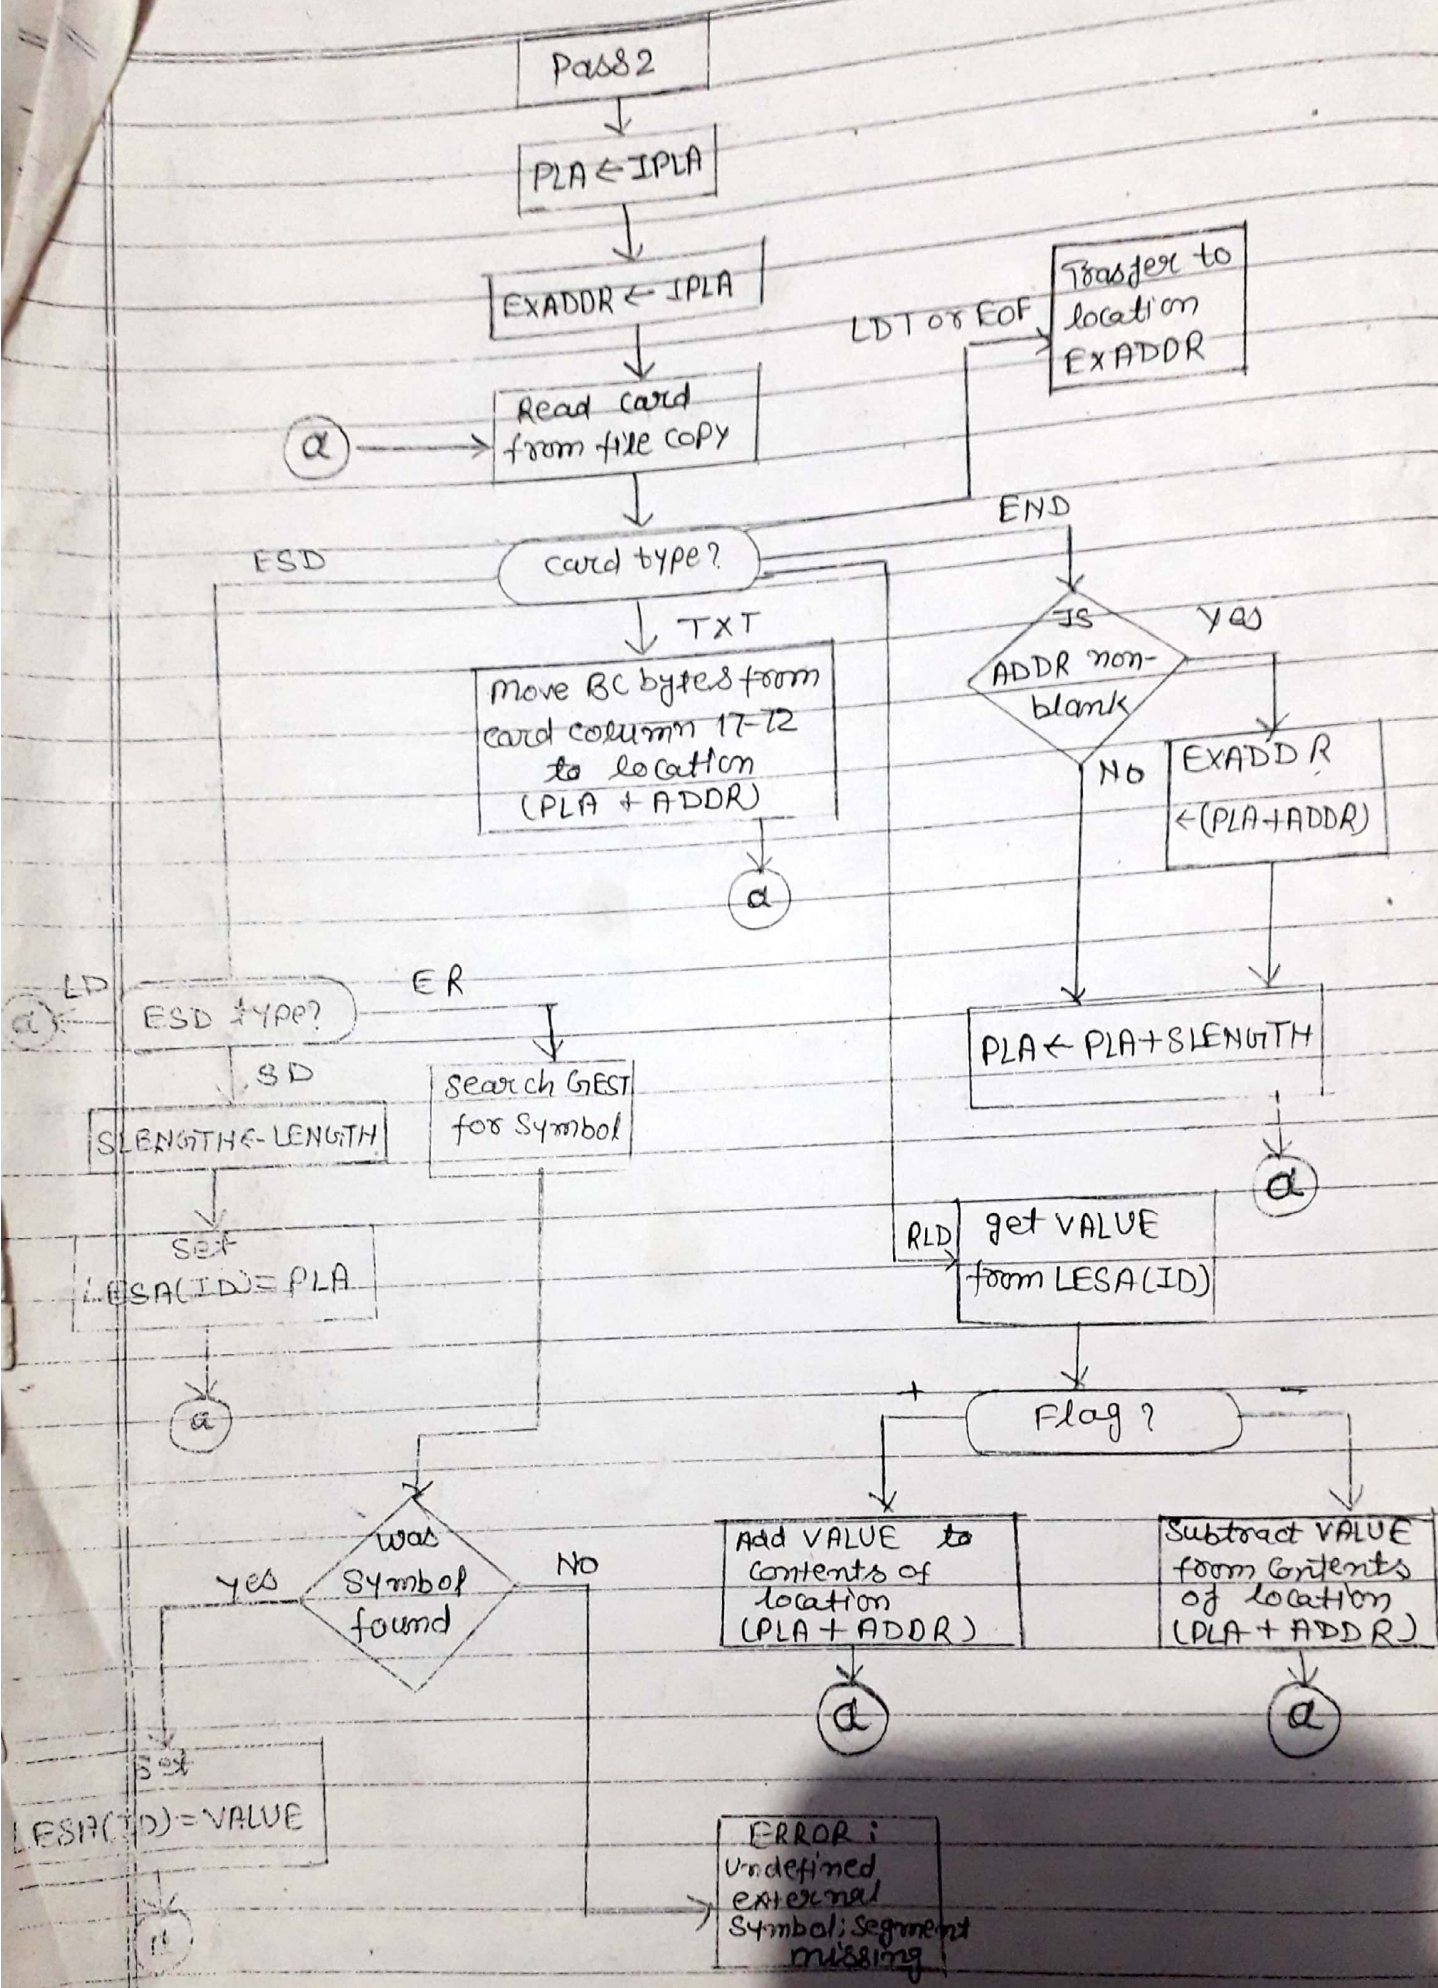 Pass2
PLA ← IPLA
EXADDR ← IPLA
LDT or EOF
Trasfer to
location
EXADDR
Read card
from file copy
a
END
ESD
card type?
TXT
IS
ADDR non-
blank
Yes
NO
Move BC bytes from
card column 17-72
to location
(PLA + ADDR)
EXADDR
←(PLA+ADDR)
a
LD
a
ESD type?
ER
SD
PLA ← PLA+SLENGTH
Search GEST
for Symbol
SLENGTH←LENGTH
a
RLD
get VALUE
from LESA(ID)
Set
LESA(ID)=PLA
a
+
Flag?
-
was
Symbol
found
yes
NO
Add VALUE to
contents of
location
(PLA + ADDR)
Subtract VALUE
from contents
of location
(PLA + ADDR)
a
a
Set
LESA(ID)=VALUE
ERROR;
Undefined
external
Symbol; segment
missing